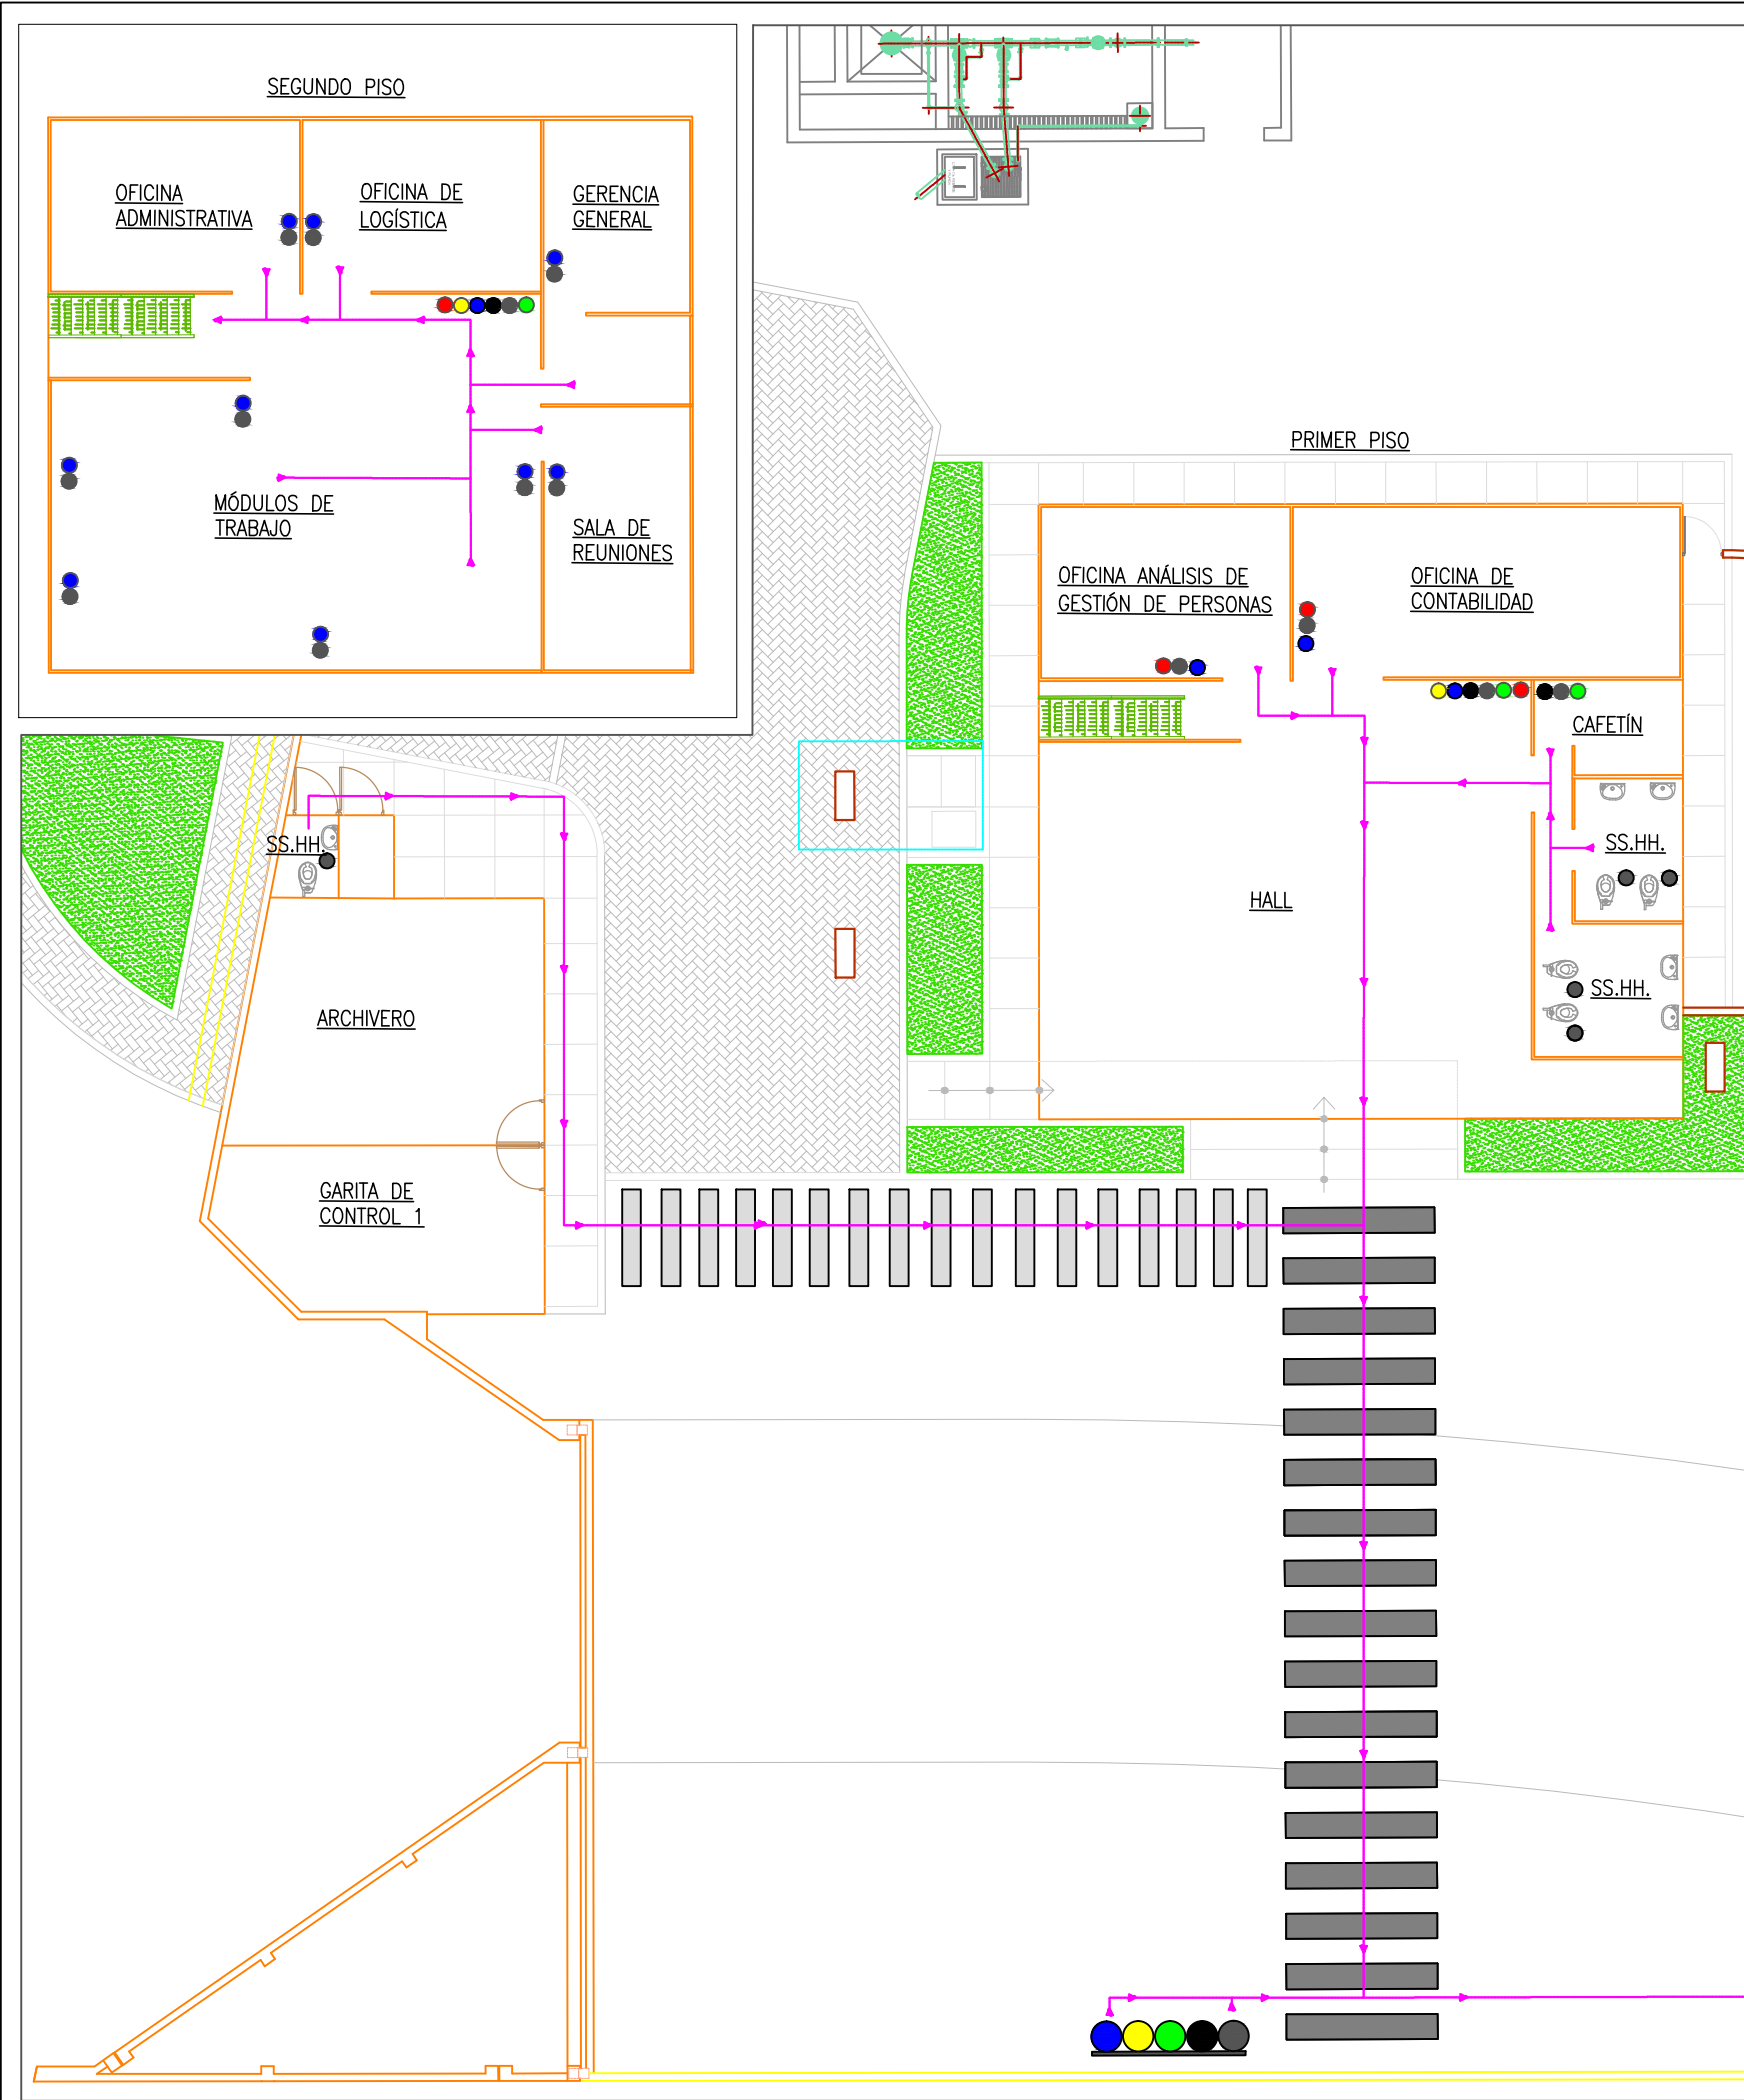 SEGUNDO PISO
OFICINA
ADMINISTRATIVA
OFICINA DE
LOGÍSTICA
GERENCIA
GENERAL
MÓDULOS DE
TRABAJO
SALA DE
REUNIONES
PRIMER PISO
OFICINA ANÁLISIS DE
GESTIÓN DE PERSONAS
OFICINA DE
CONTABILIDAD
CAFETÍN
SS.HH.
SS.HH.
HALL
SS.HH.
ARCHIVERO
GARITA DE
CONTROL 1